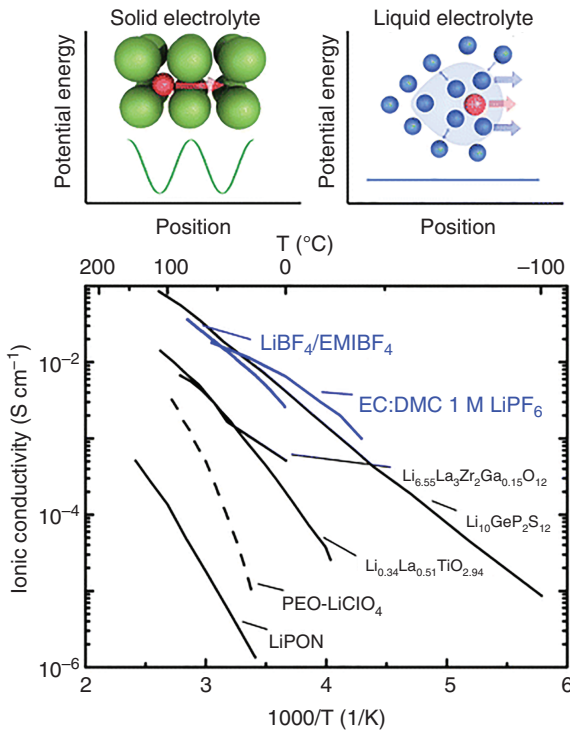 Solid electrolyte
Liquid electrolyte
Potential energy
Position
Potential energy
Position
T (°C)
200 100 0 −100
Ionic conductivity (S cm⁻¹)
10⁻²
10⁻⁴
10⁻⁶
LiBF₄/EMIBF₄
EC:DMC 1 M LiPF₆
Li₆.₅₅La₃Zr₂Ga₀.₁₅O₁₂
Li₁₀GeP₂S₁₂
Li₀.₃₄La₀.₅₁TiO₂.₉₄
PEO-LiClO₄
LiPON
2 3 4 5 6
1000/T (1/K)